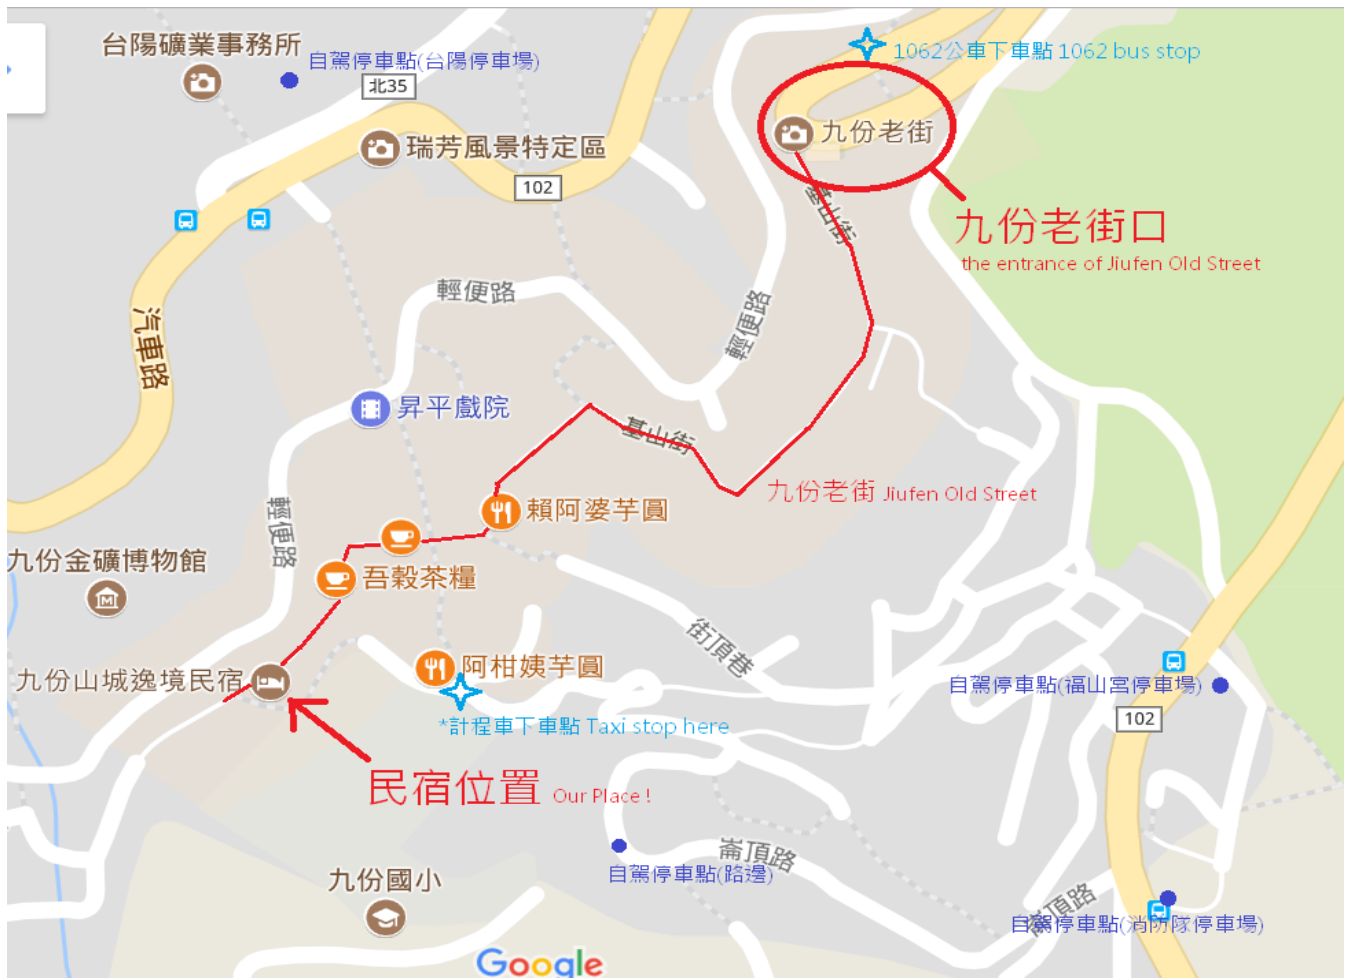 台陽礦業事務所
自駕停車點(台陽停車場)
北35
1062公車下車點 1062 bus stop
九份老街
瑞芳風景特定區
102
基山街
九份老街口
the entrance of Jiufen Old Street
輕便路
輕便路
汽車路
昇平戲院
基山街
九份老街 Jiufen Old Street
賴阿婆芋圓
輕便路
九份金礦博物館
吾穀茶糧
街頂巷
九份山城逸境民宿
阿柑姨芋圓
自駕停車點(福山宮停車場)
102
*計程車下車點 Taxi stop here
民宿位置 Our Place !
崙頂路
自駕停車點(路邊)
九份國小
崙頂路
自駕停車點(消防隊停車場)
Google